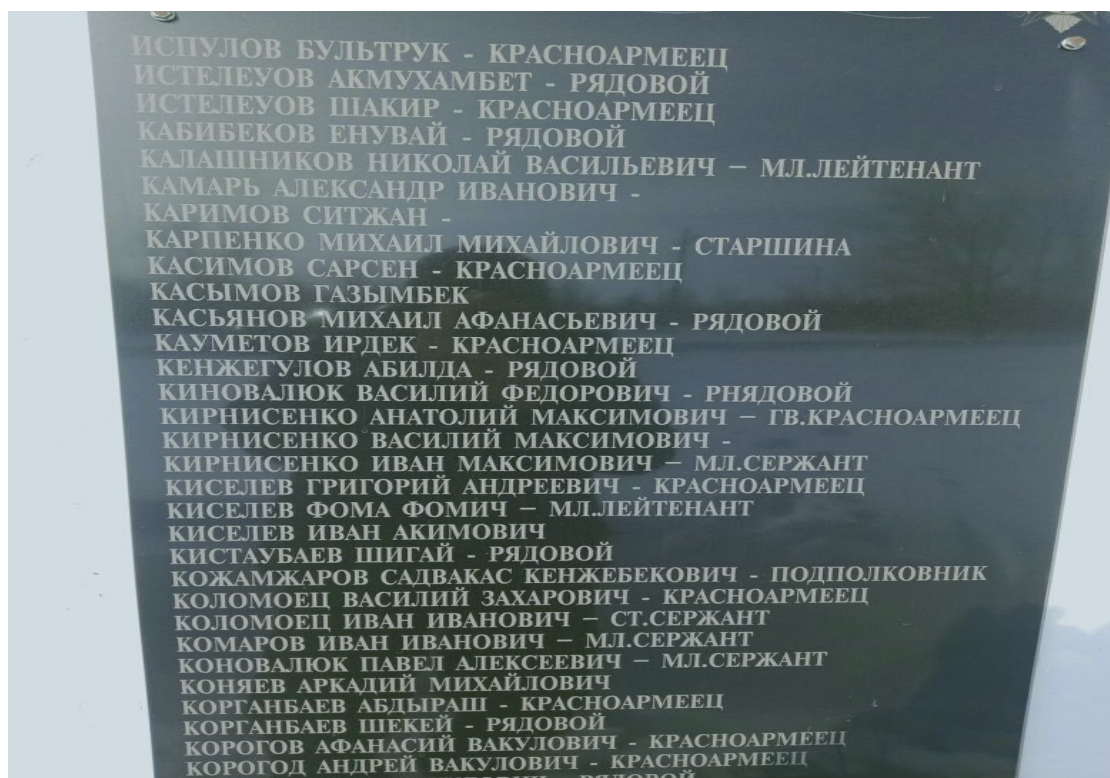 ИСПУЛОВ БУЛЬТРУК - КРАСНОАРМЕЕЦ
ИСТЕЛЕУОВ АКМУХАМБЕТ - РЯДОВОЙ
ИСТЕЛЕУОВ ШАКИР - КРАСНОАРМЕЕЦ
КАБИБЕКОВ ЕНУВАЙ - РЯДОВОЙ
КАЛАШНИКОВ НИКОЛАЙ ВАСИЛЬЕВИЧ – МЛ.ЛЕЙТЕНАНТ
КАМАРЬ АЛЕКСАНДР ИВАНОВИЧ -
КАРИМОВ СИТЖАН -
КАРПЕНКО МИХАИЛ МИХАЙЛОВИЧ - СТАРШИНА
КАСИМОВ САРСЕН - КРАСНОАРМЕЕЦ
КАСЫМОВ ГАЗЫМБЕК
КАСЬЯНОВ МИХАИЛ АФАНАСЬЕВИЧ - РЯДОВОЙ
КАУМЕТОВ ИРДЕК - КРАСНОАРМЕЕЦ
КЕНЖЕГУЛОВ АБИЛДА - РЯДОВОЙ
КИНОВАЛЮК ВАСИЛИЙ ФЕДОРОВИЧ - РНЯДОВОЙ
КИРНИСЕНКО АНАТОЛИЙ МАКСИМОВИЧ – ГВ.КРАСНОАРМЕЕЦ
КИРНИСЕНКО ВАСИЛИЙ МАКСИМОВИЧ -
КИРНИСЕНКО ИВАН МАКСИМОВИЧ – МЛ.СЕРЖАНТ
КИСЕЛЕВ ГРИГОРИЙ АНДРЕЕВИЧ - КРАСНОАРМЕЕЦ
КИСЕЛЕВ ФОМА ФОМИЧ – МЛ.ЛЕЙТЕНАНТ
КИСЕЛЕВ ИВАН АКИМОВИЧ
КИСТАУБАЕВ ШИГАЙ - РЯДОВОЙ
КОЖАМЖАРОВ САДВАКАС КЕНЖЕБЕКОВИЧ - ПОДПОЛКОВНИК
КОЛОМОЕЦ ВАСИЛИЙ ЗАХАРОВИЧ - КРАСНОАРМЕЕЦ
КОЛОМОЕЦ ИВАН ИВАНОВИЧ – СТ.СЕРЖАНТ
КОМАРОВ ИВАН ИВАНОВИЧ – МЛ.СЕРЖАНТ
КОНОВАЛЮК ПАВЕЛ АЛЕКСЕЕВИЧ – МЛ.СЕРЖАНТ
КОНЯЕВ АРКАДИЙ МИХАЙЛОВИЧ
КОРГАНБАЕВ АБДЫРАШ - КРАСНОАРМЕЕЦ
КОРГАНБАЕВ ШЕКЕЙ - РЯДОВОЙ
КОРОГОВ АФАНАСИЙ ВАКУЛОВИЧ - КРАСНОАРМЕЕЦ
КОРОГОД АНДРЕЙ ВАКУЛОВИЧ - КРАСНОАРМЕЕЦ
- РЯДОВОЙ